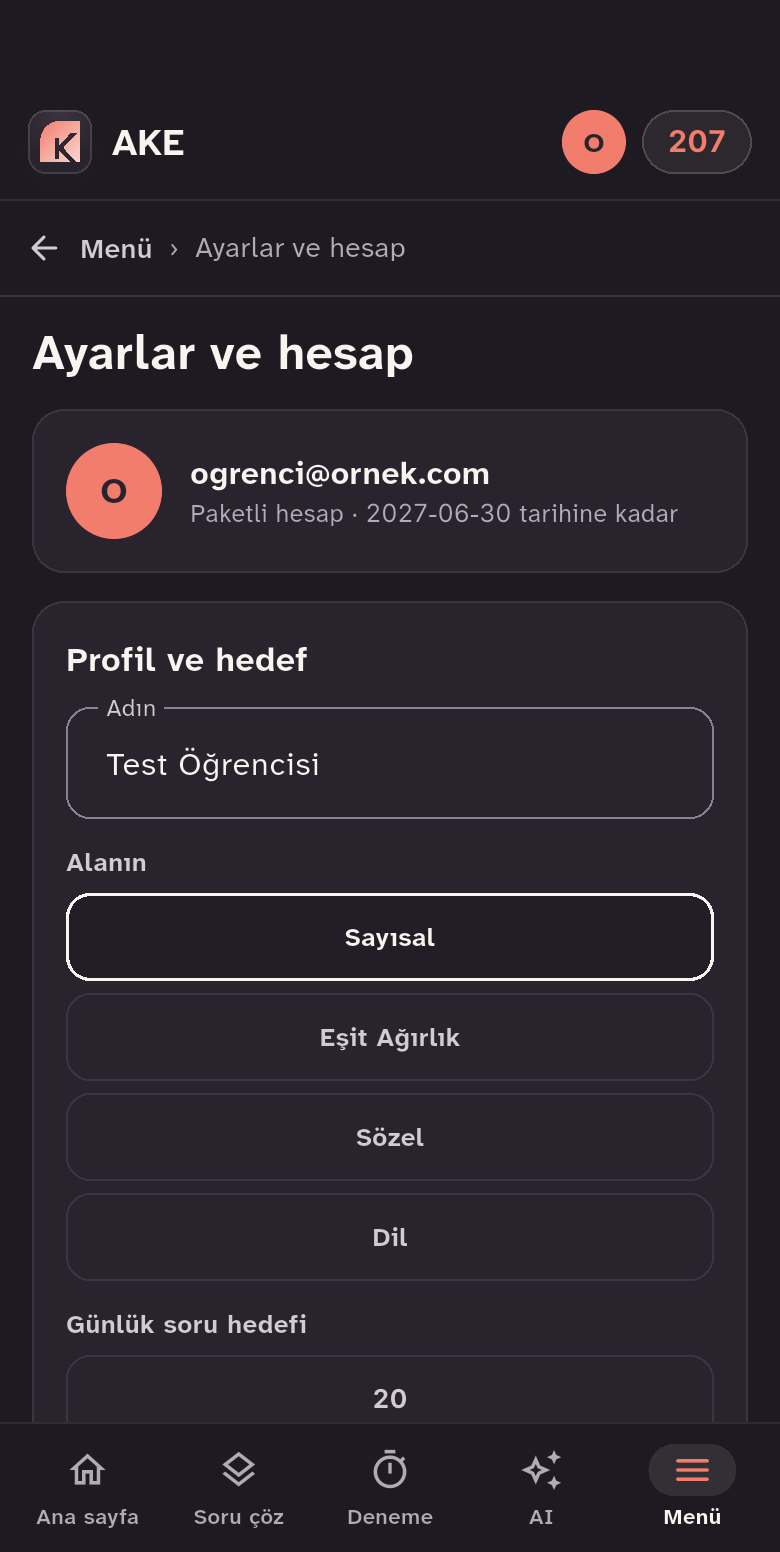 K AKE O 207
← Menü › Ayarlar ve hesap
Ayarlar ve hesap
O
ogrenci@ornek.com
Paketli hesap · 2027-06-30 tarihine kadar
Profil ve hedef
Adın
Test Öğrencisi
Alanın
Sayısal
Eşit Ağırlık
Sözel
Dil
Günlük soru hedefi
20
Ana sayfa Soru çöz Deneme AI Menü